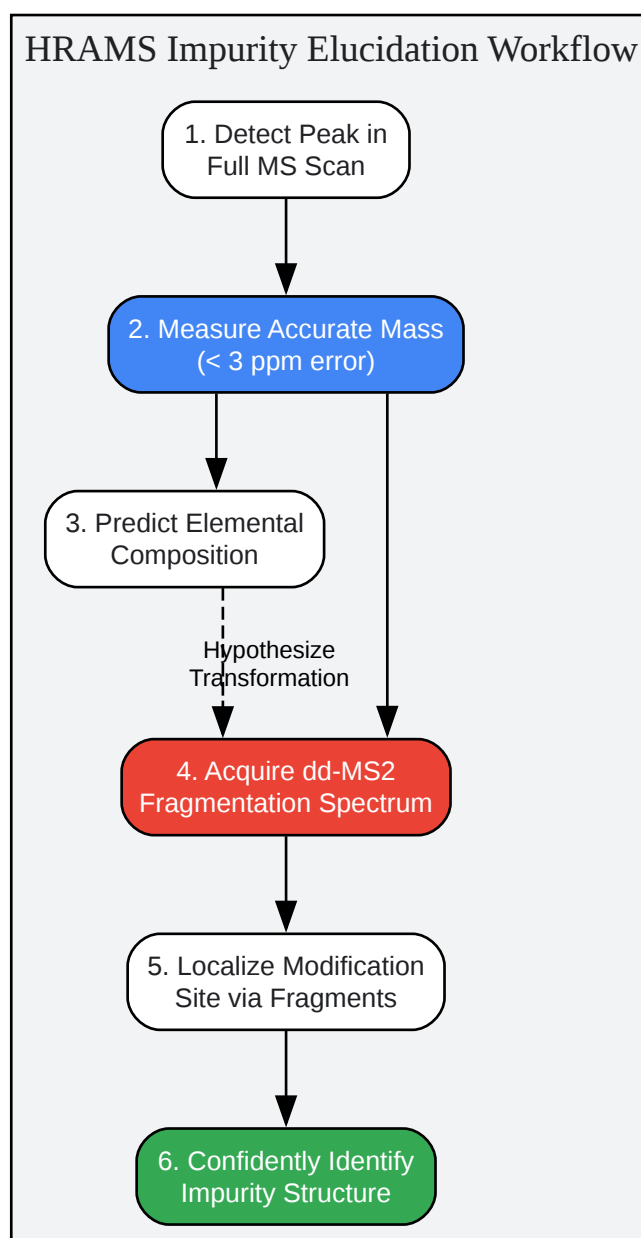 HRAMS Impurity Elucidation Workflow
1. Detect Peak in
Full MS Scan
2. Measure Accurate Mass
(< 3 ppm error)
3. Predict Elemental
Composition
Hypothesize
Transformation
4. Acquire dd-MS2
Fragmentation Spectrum
5. Localize Modification
Site via Fragments
6. Confidently Identify
Impurity Structure